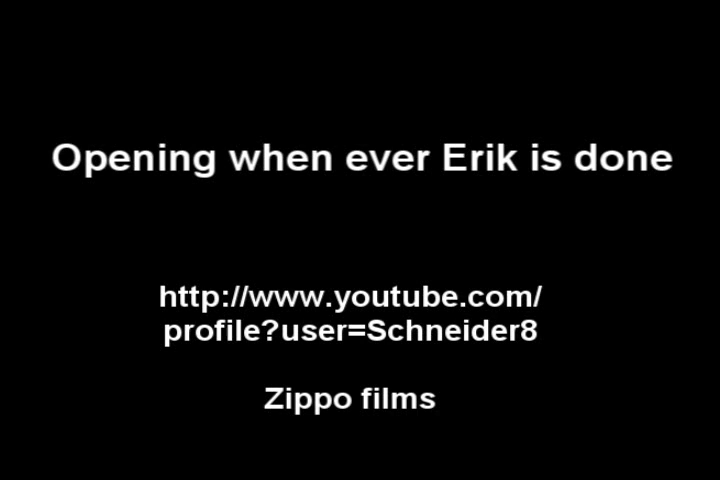 Opening when ever Erik is done
http://www.youtube.com/
profile?user=Schneider8
Zippo films